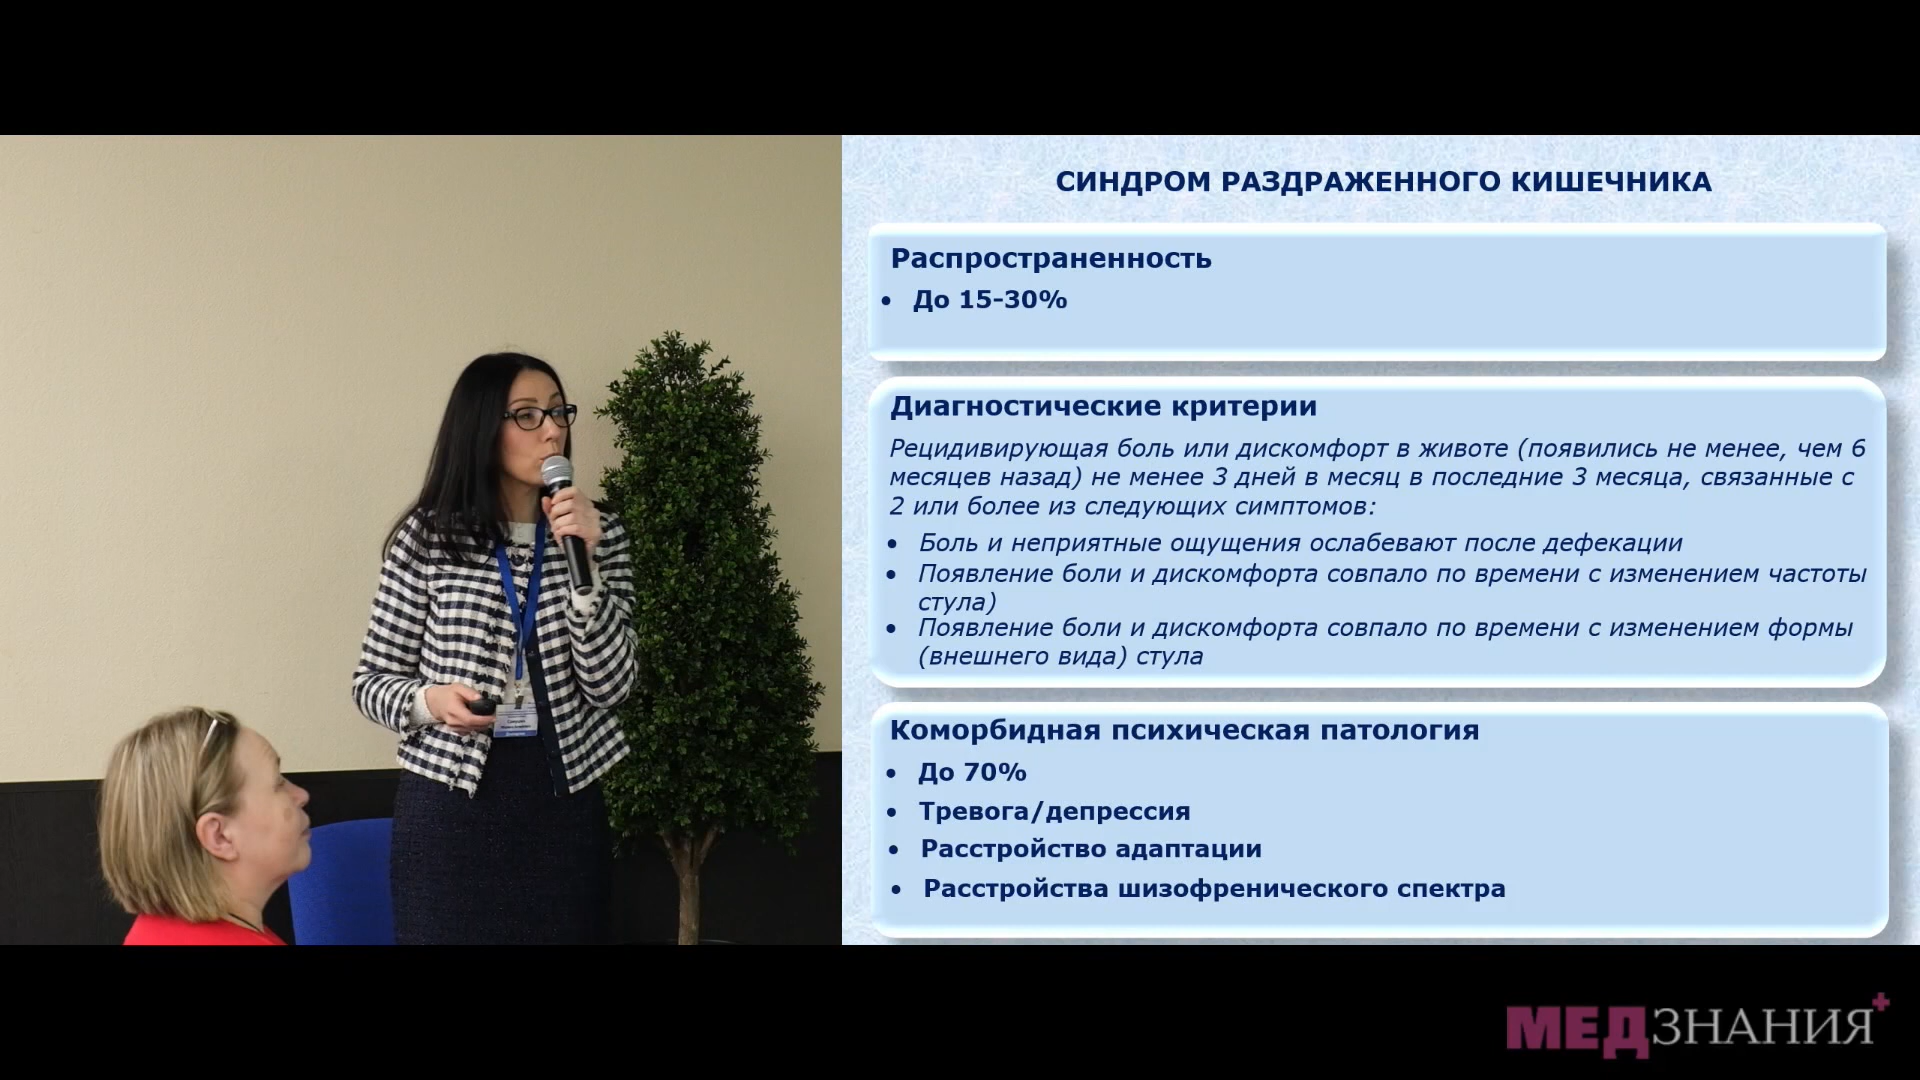 СИНДРОМ РАЗДРАЖЕННОГО КИШЕЧНИКА
Распространенность
• До 15-30%
Диагностические критерии
Рецидивирующая боль или дискомфорт в животе (появились не менее, чем 6
месяцев назад) не менее 3 дней в месяц в последние 3 месяца, связанные с
2 или более из следующих симптомов:
• Боль и неприятные ощущения ослабевают после дефекации
• Появление боли и дискомфорта совпало по времени с изменением частоты
стула)
• Появление боли и дискомфорта совпало по времени с изменением формы
(внешнего вида) стула
Коморбидная психическая патология
• До 70%
• Тревога/депрессия
• Расстройство адаптации
• Расстройства шизофренического спектра
МЕДЗНАНИЯ+